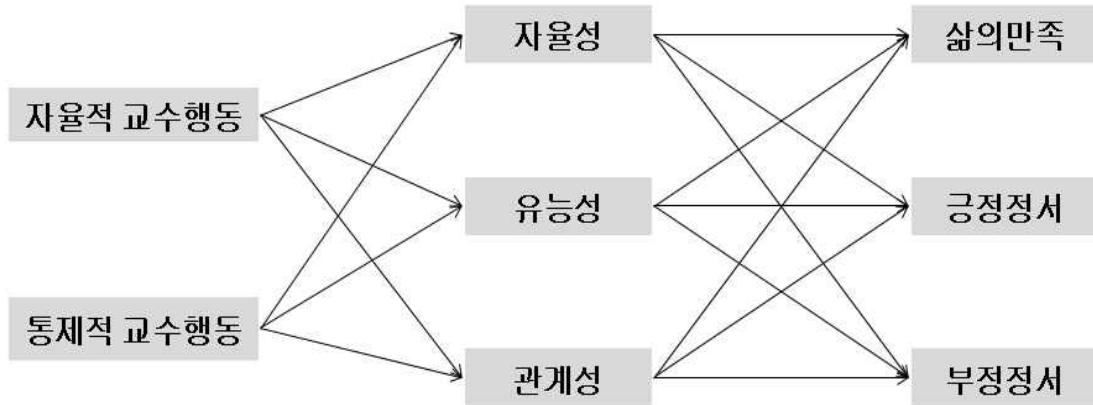 자율적 교수행동
통제적 교수행동
자율성
유능성
관계성
삶의만족
긍정정서
부정정서